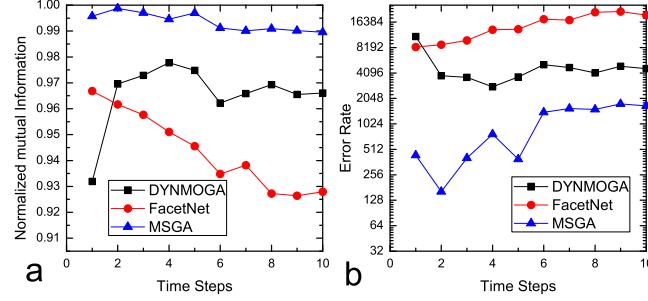 1.00
0.99
0.98
0.97
0.96
0.95
0.94
0.93
0.92
0.91
Normalized mutual Information
DYNMOGA
FacetNet
MSGA
0 2 4 6 8 10
Time Steps
a
16384
8192
4096
2048
1024
512
256
128
64
32
Error Rate
DYNMOGA
FacetNet
MSGA
0 2 4 6 8 10
Time Steps
b